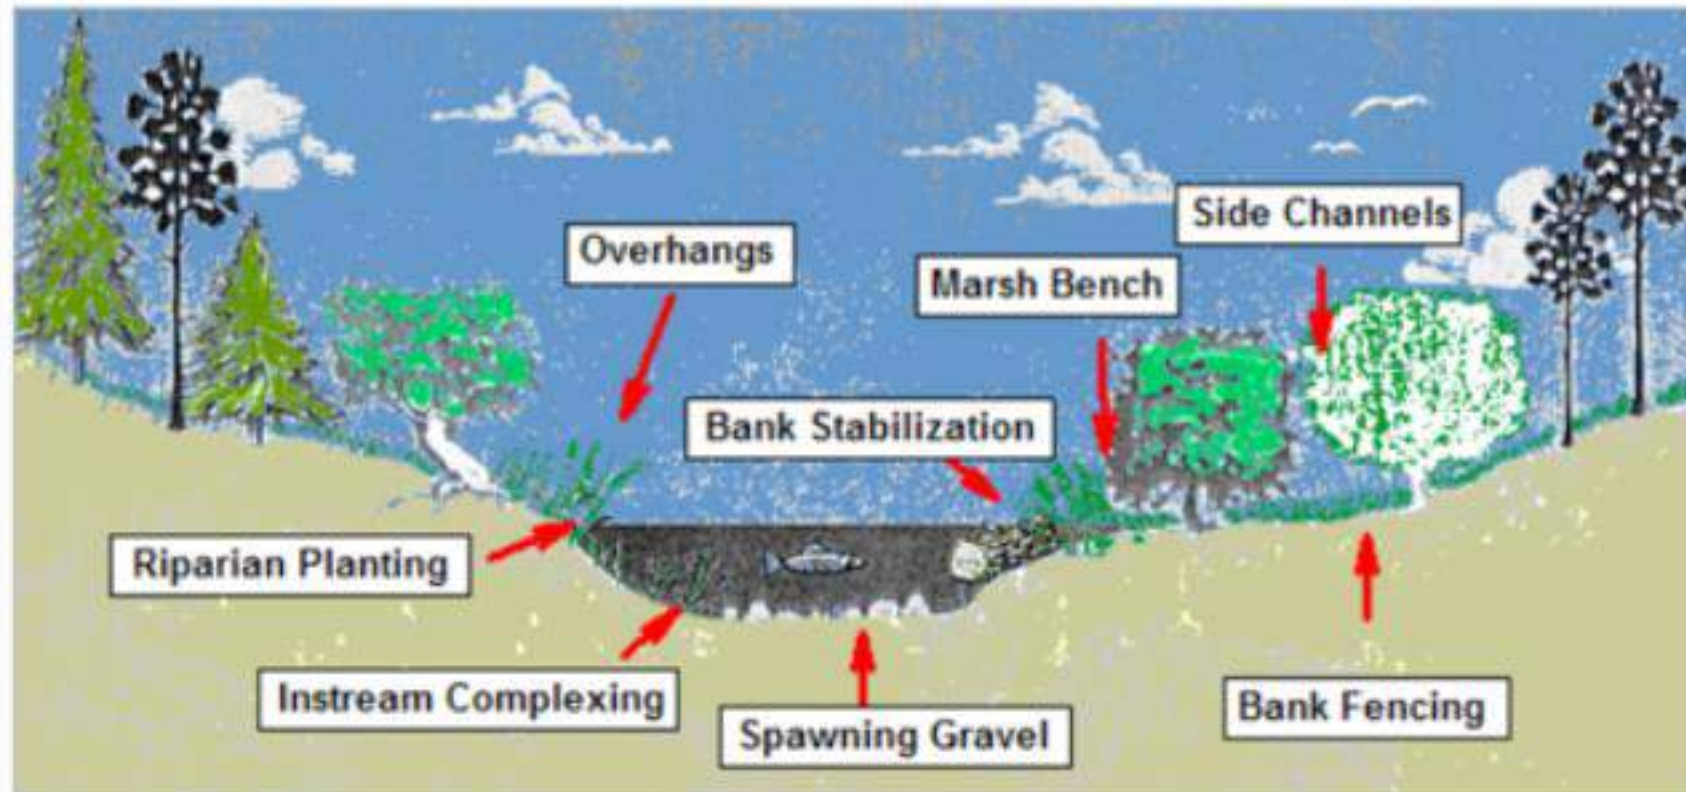 Side Channels
Overhangs
Marsh Bench
Bank Stabilization
Riparian Planting
Instream Complexing
Bank Fencing
Spawning Gravel